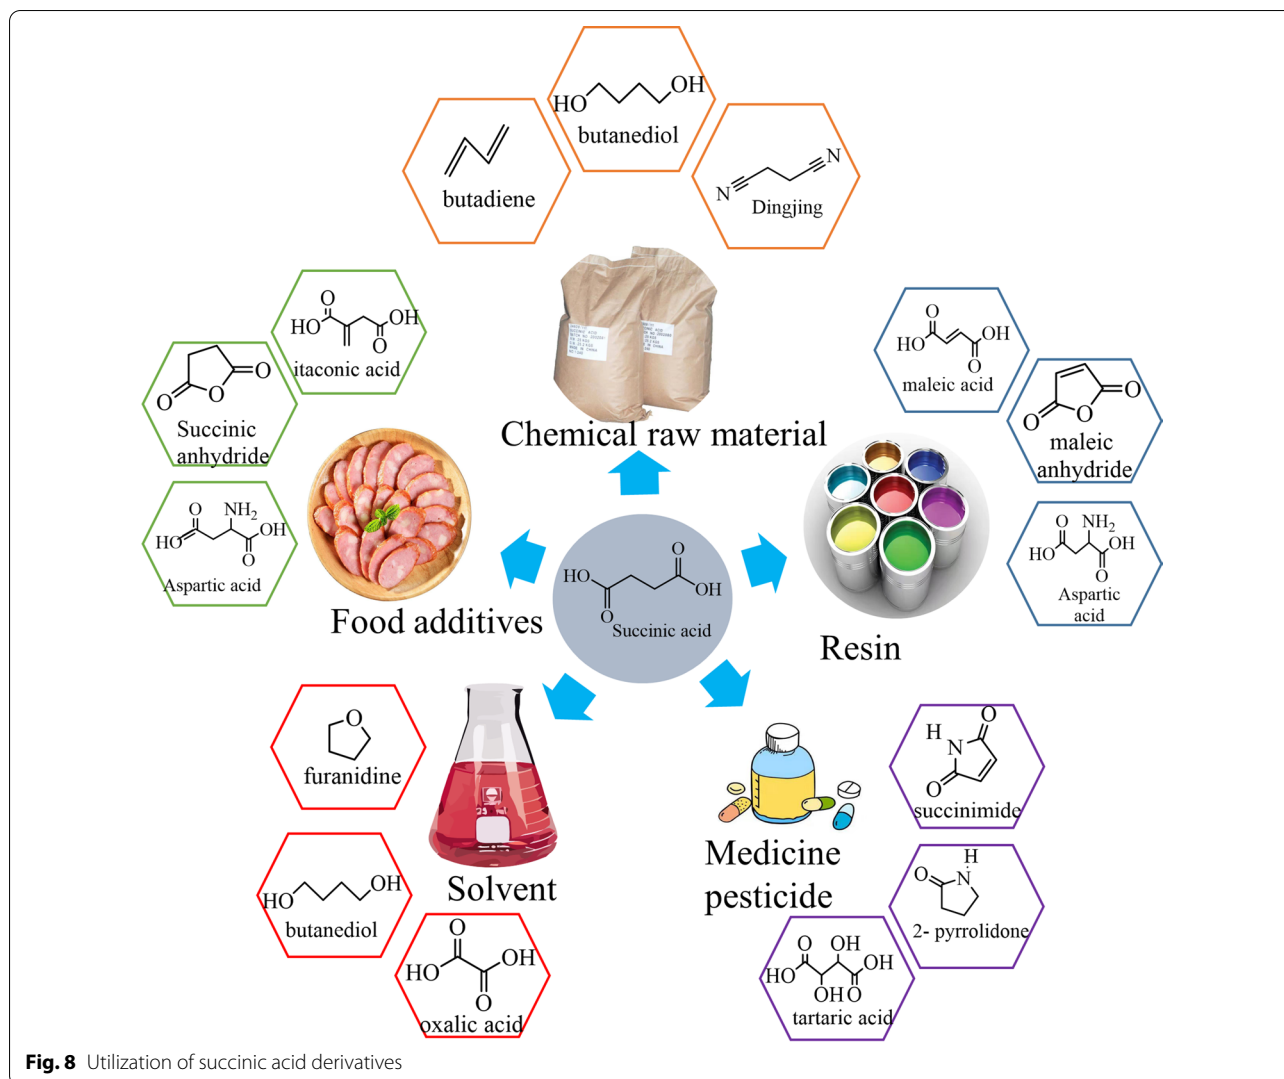 HO
OH
butanediol
butadiene
N
N
Dingjing
O
HO
OH
O
itaconic acid
O
O
O
Succinic
anhydride
O
NH2
HO
OH
O
Aspartic acid
Chemical raw material
O
HO
OH
O
maleic acid
O
O
O
maleic
anhydride
O
NH2
HO
OH
O
Aspartic
acid
Food additives
O
HO
OH
O
Succinic acid
Resin
O
furanidine
HO
OH
butanediol
O
HO
OH
O
oxalic acid
Solvent
Medicine
pesticide
H
N
O
O
succinimide
H
O
N
2- pyrrolidone
O
OH
HO
OH
OH
O
tartaric acid
Fig. 8 Utilization of succinic acid derivatives